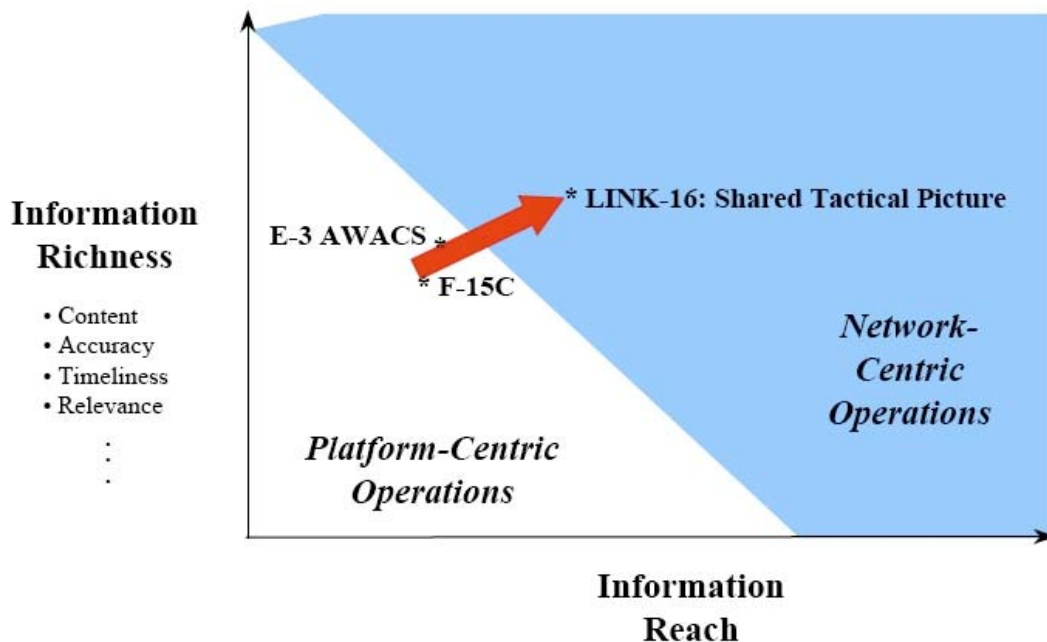 Information
Richness
• Content
• Accuracy
• Timeliness
• Relevance
.
.
.
* LINK-16: Shared Tactical Picture
E-3 AWACS *
* F-15C
Network-
Centric
Operations
Platform-Centric
Operations
Information
Reach